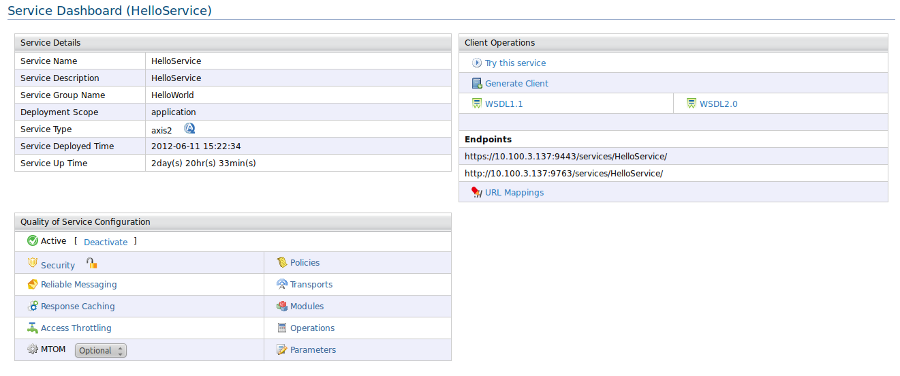 Service Dashboard (HelloService)
Service Details
Service Name HelloService
Service Description HelloService
Service Group Name HelloWorld
Deployment Scope application
Service Type axis2
Service Deployed Time 2012-06-11 15:22:34
Service Up Time 2day(s) 20hr(s) 33min(s)
Client Operations
Try this service
Generate Client
WSDL1.1 WSDL2.0
Endpoints
https://10.100.3.137:9443/services/HelloService/
http://10.100.3.137:9763/services/HelloService/
URL Mappings
Quality of Service Configuration
Active [ Deactivate ]
Security Policies
Reliable Messaging Transports
Response Caching Modules
Access Throttling Operations
MTOM Optional Parameters